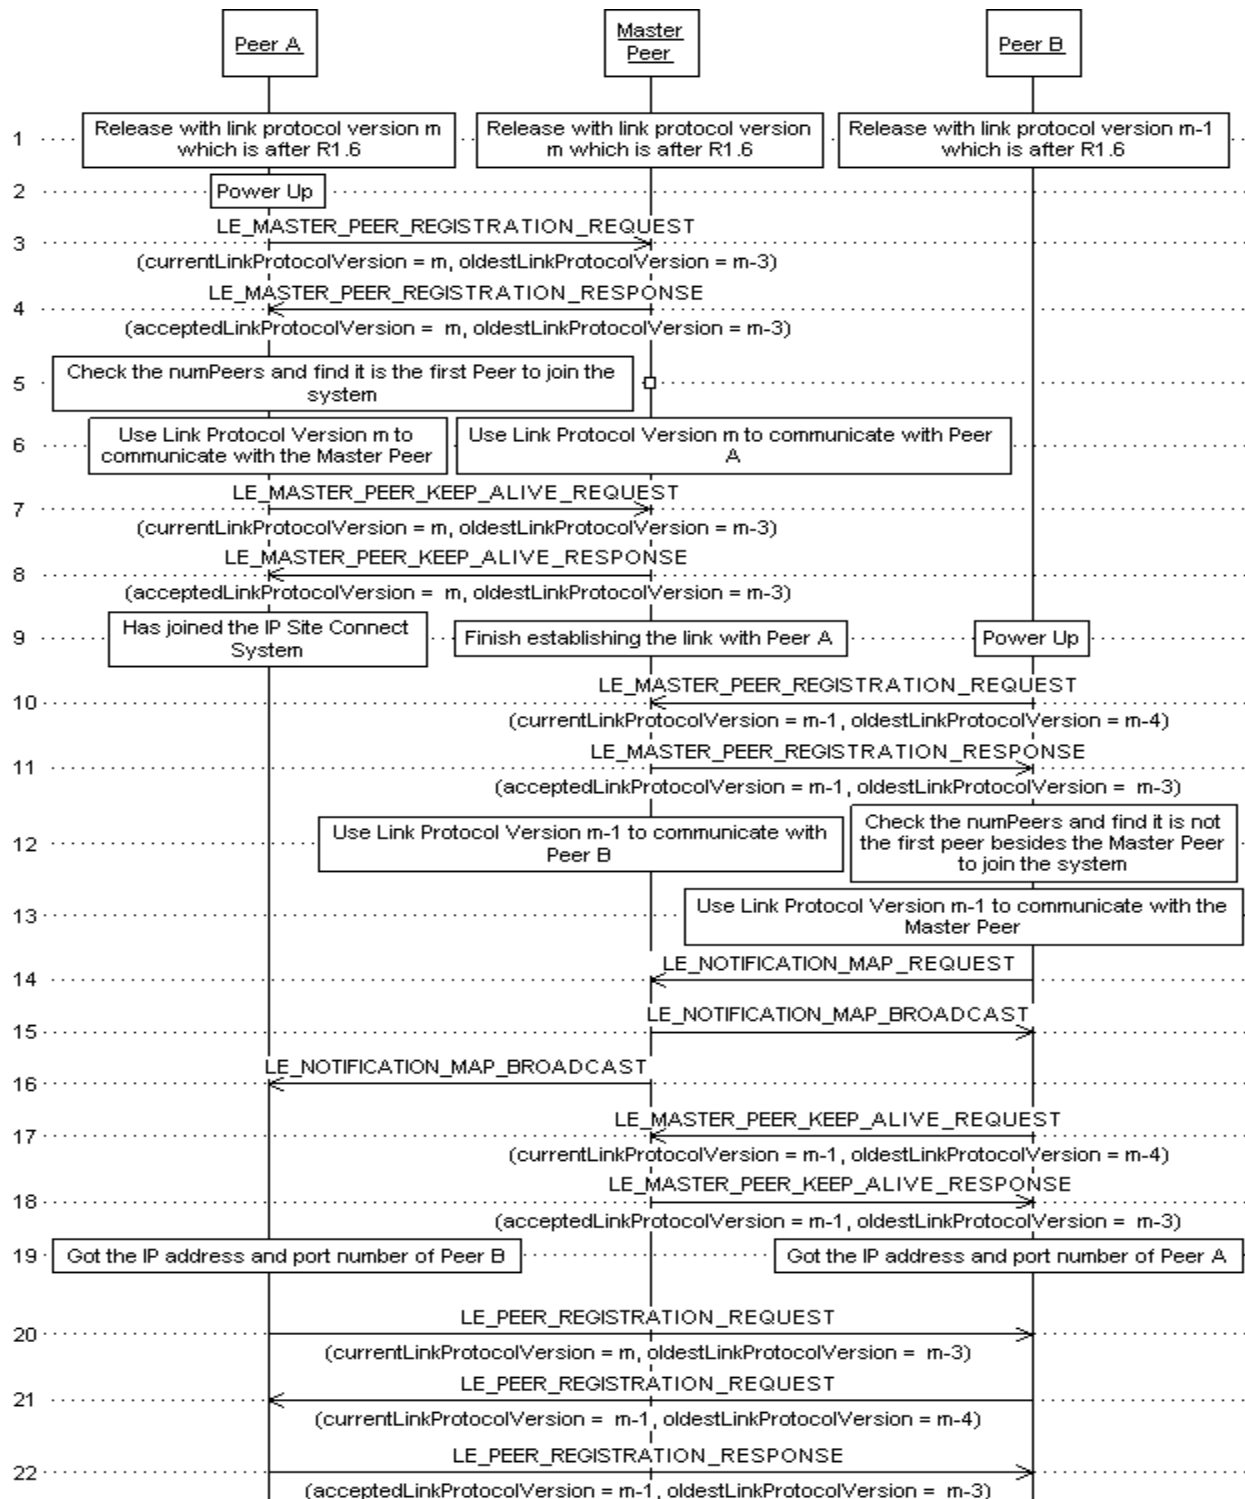 Peer A
Master
Peer
Peer B
1
Release with link protocol version m
which is after R1.6
Release with link protocol version
m which is after R1.6
Release with link protocol version m-1
which is after R1.6
2
Power Up
LE_MASTER_PEER_REGISTRATION_REQUEST
3
(currentLinkProtocolVersion = m, oldestLinkProtocolVersion = m-3)
LE_MASTER_PEER_REGISTRATION_RESPONSE
4
(acceptedLinkProtocolVersion = m, oldestLinkProtocolVersion = m-3)
5
Check the numPeers and find it is the first Peer to join the
system
6
Use Link Protocol Version m to
communicate with the Master Peer
Use Link Protocol Version m to communicate with Peer
A
LE_MASTER_PEER_KEEP_ALIVE_REQUEST
7
(currentLinkProtocolVersion = m, oldestLinkProtocolVersion = m-3)
LE_MASTER_PEER_KEEP_ALIVE_RESPONSE
8
(acceptedLinkProtocolVersion = m, oldestLinkProtocolVersion = m-3)
9
Has joined the IP Site Connect
System
Finish establishing the link with Peer A
Power Up
LE_MASTER_PEER_REGISTRATION_REQUEST
10
(currentLinkProtocolVersion = m-1, oldestLinkProtocolVersion = m-4)
LE_MASTER_PEER_REGISTRATION_RESPONSE
11
(acceptedLinkProtocolVersion = m-1, oldestLinkProtocolVersion = m-3)
12
Use Link Protocol Version m-1 to communicate with
Peer B
Check the numPeers and find it is not
the first peer besides the Master Peer
to join the system
13
Use Link Protocol Version m-1 to communicate with the
Master Peer
LE_NOTIFICATION_MAP_REQUEST
14
LE_NOTIFICATION_MAP_BROADCAST
15
LE_NOTIFICATION_MAP_BROADCAST
16
LE_MASTER_PEER_KEEP_ALIVE_REQUEST
17
(currentLinkProtocolVersion = m-1, oldestLinkProtocolVersion = m-4)
LE_MASTER_PEER_KEEP_ALIVE_RESPONSE
18
(acceptedLinkProtocolVersion = m-1, oldestLinkProtocolVersion = m-3)
19
Got the IP address and port number of Peer B
Got the IP address and port number of Peer A
LE_PEER_REGISTRATION_REQUEST
20
(currentLinkProtocolVersion = m, oldestLinkProtocolVersion = m-3)
LE_PEER_REGISTRATION_REQUEST
21
(currentLinkProtocolVersion = m-1, oldestLinkProtocolVersion = m-4)
LE_PEER_REGISTRATION_RESPONSE
22
(acceptedLinkProtocolVersion = m-1, oldestLinkProtocolVersion = m-3)